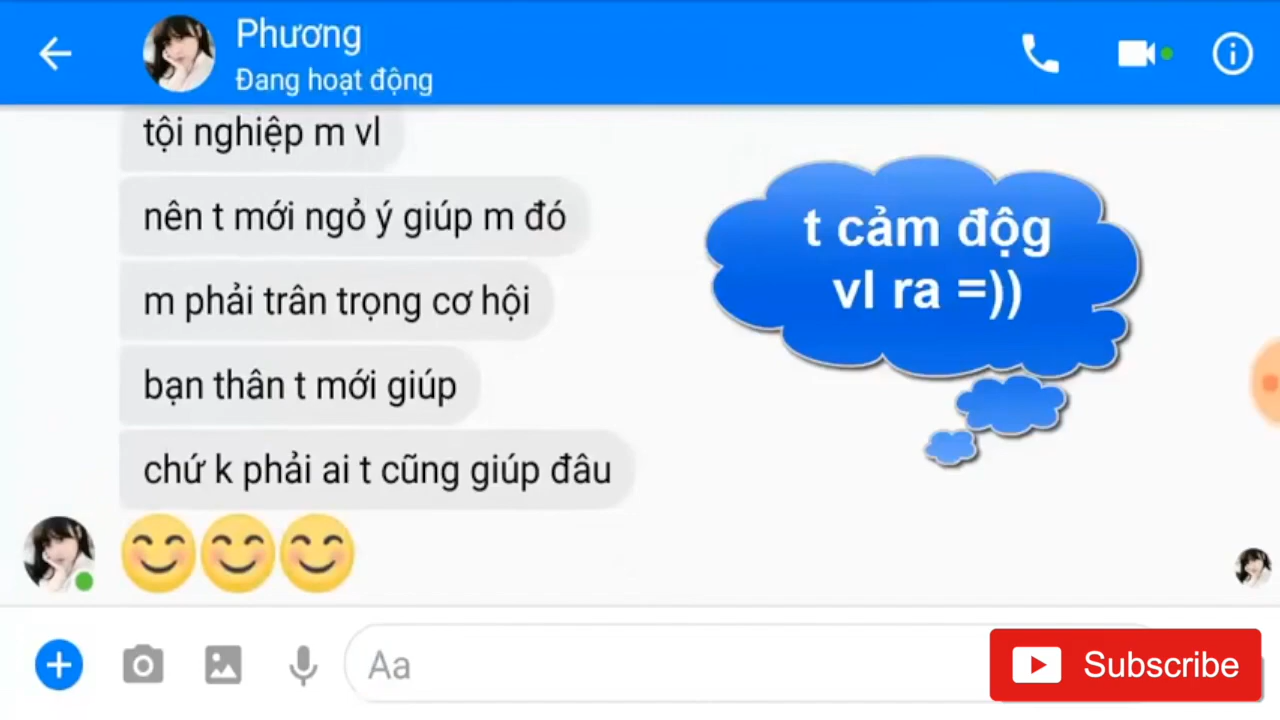 Phương
Đang hoạt động
tội nghiệp m vl
nên t mới ngỏ ý giúp m đó
m phải trân trọng cơ hội
bạn thân t mới giúp
chứ k phải ai t cũng giúp đâu
t cảm độg
vl ra =))
Aa
Subscribe